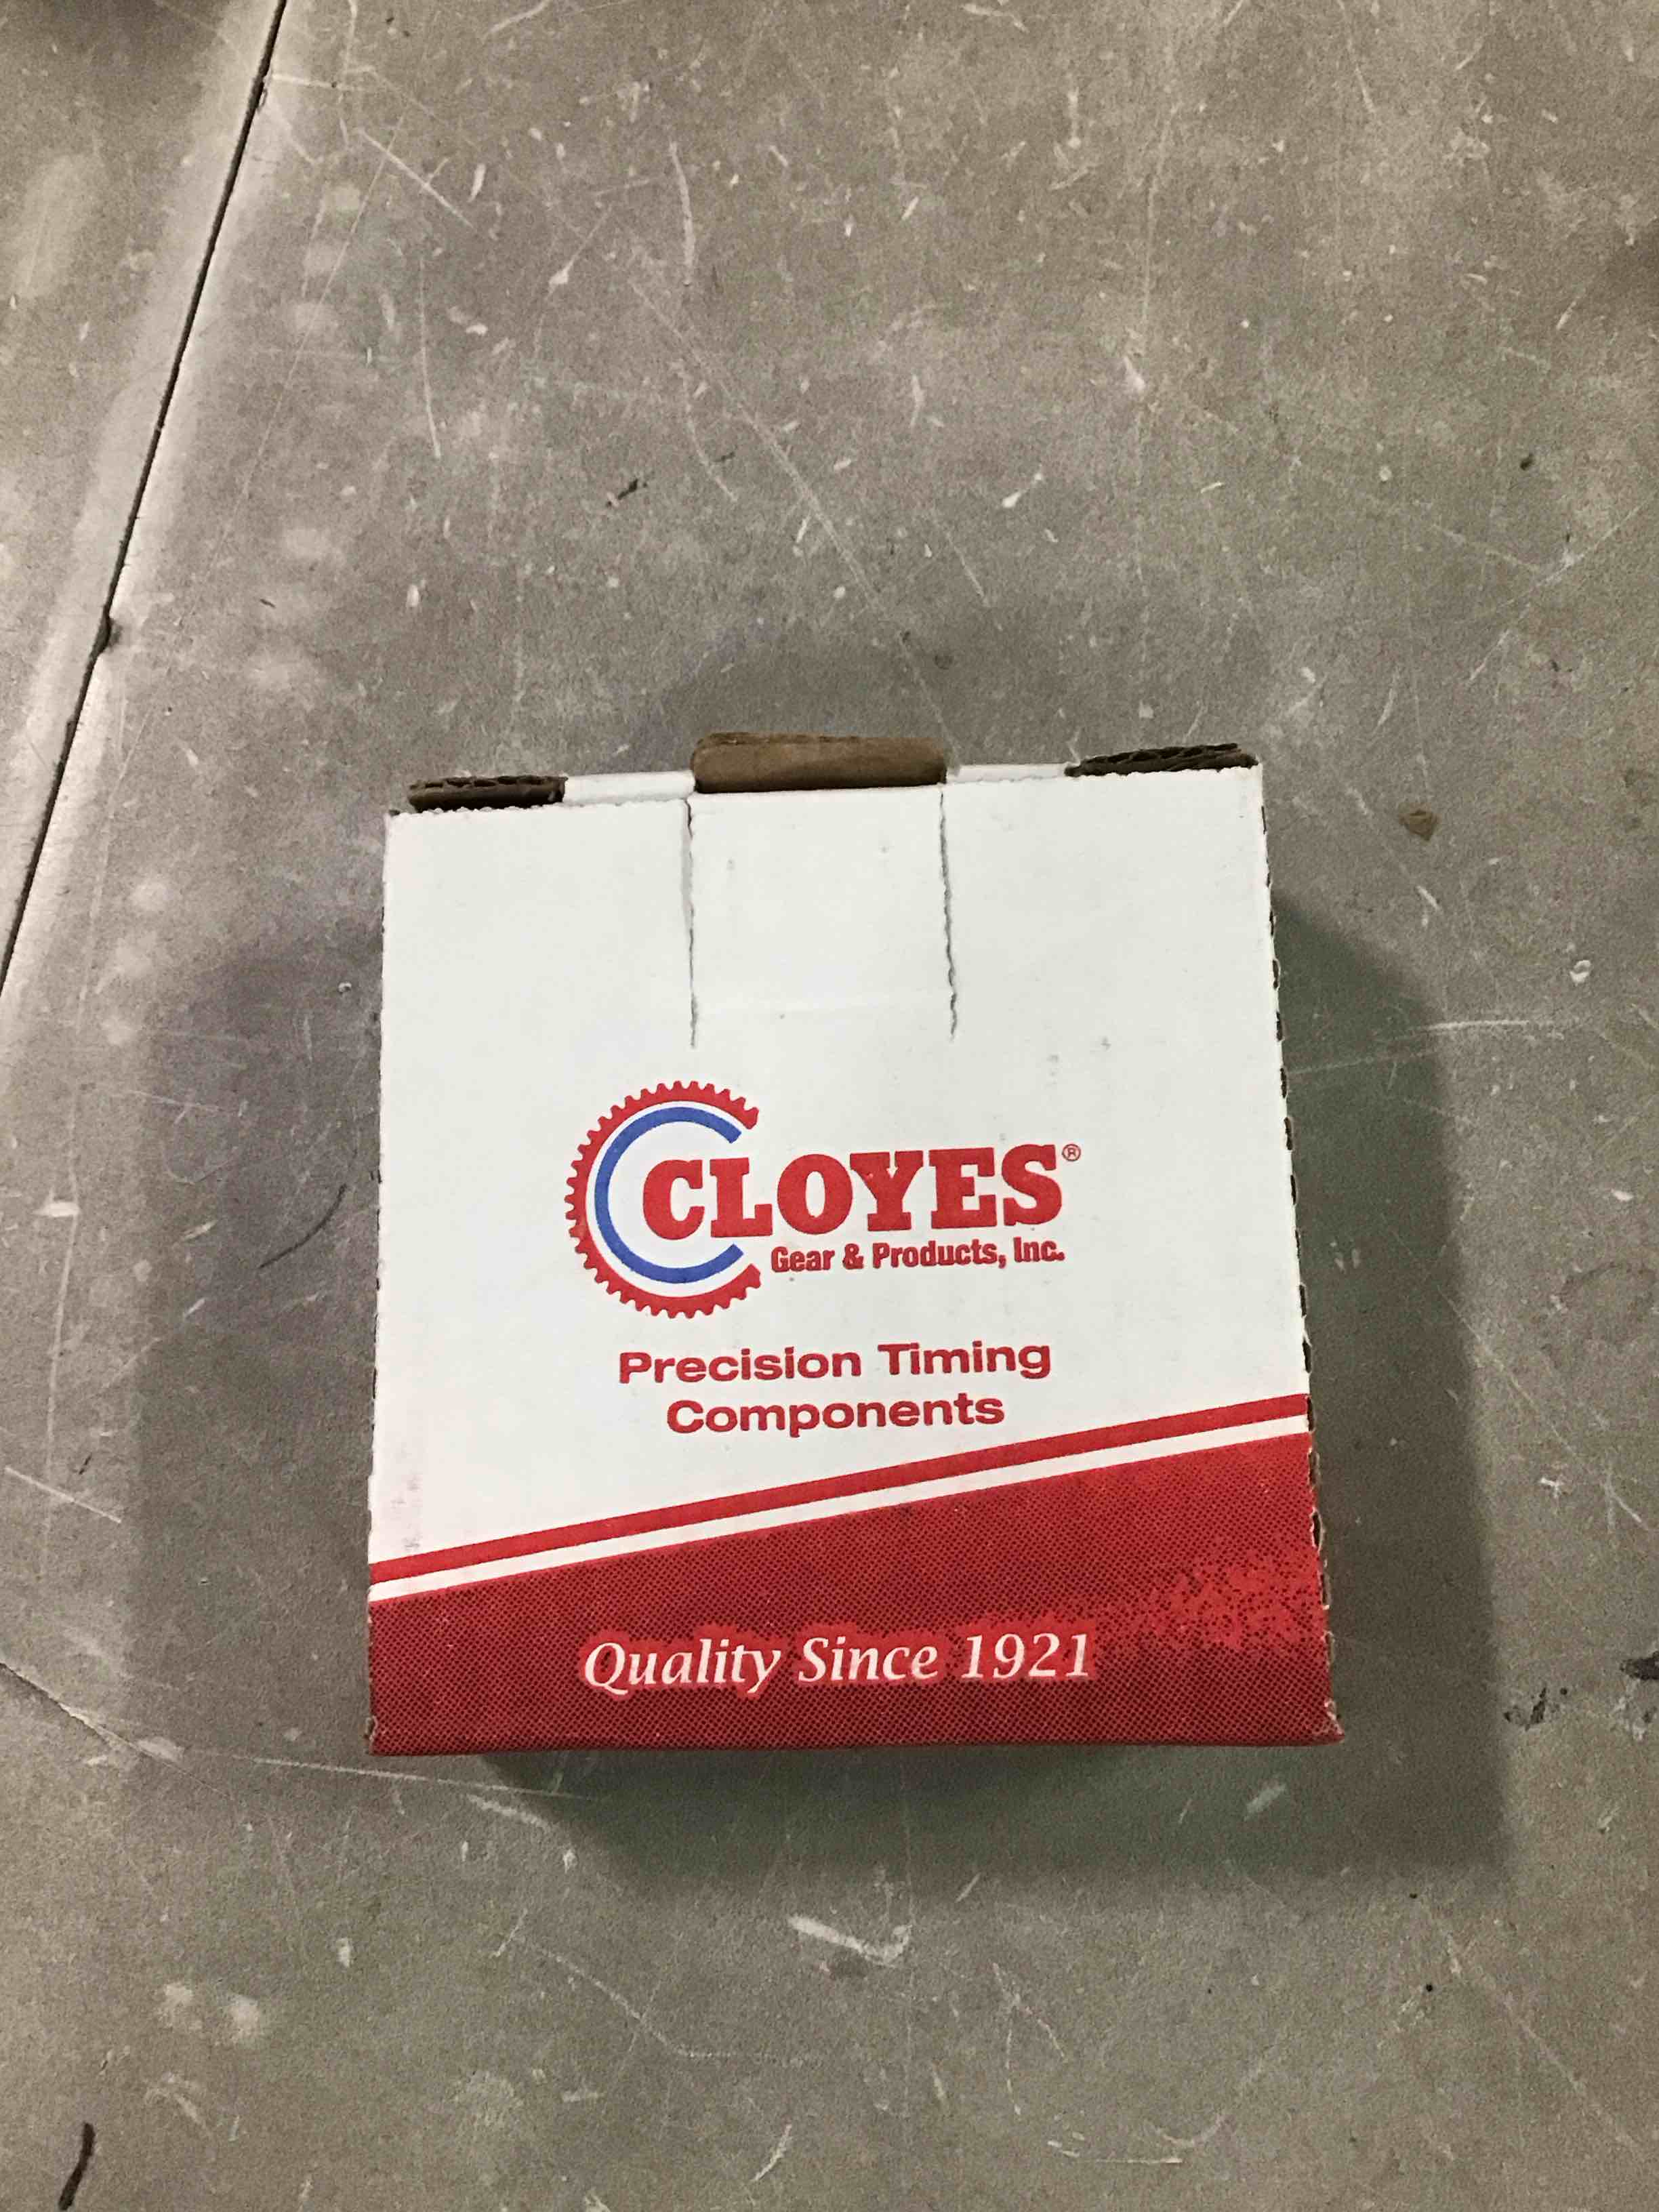 CLOYES®
Gear & Products, Inc.
Precision Timing
Components
Quality Since 1921